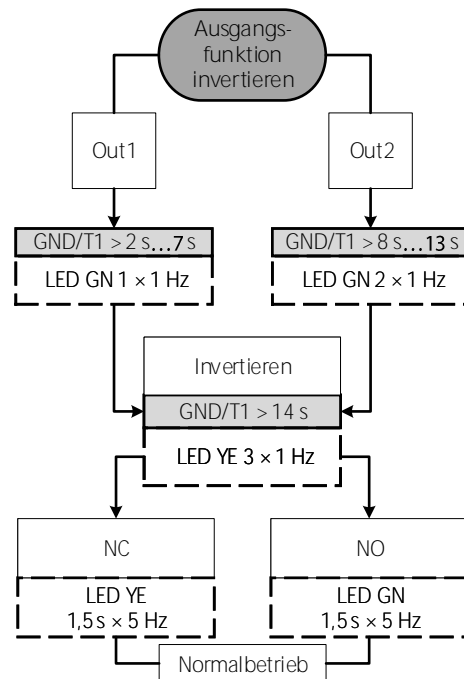 Ausgangs-
funktion
invertieren
Out1
Out2
GND/T1 > 2 s…7 s
GND/T1 > 8 s…13 s
LED GN 1 × 1 Hz
LED GN 2 × 1 Hz
Invertieren
GND/T1 > 14 s
LED YE 3 × 1 Hz
NC
NO
LED YE
1,5 s × 5 Hz
LED GN
1,5 s × 5 Hz
Normalbetrieb